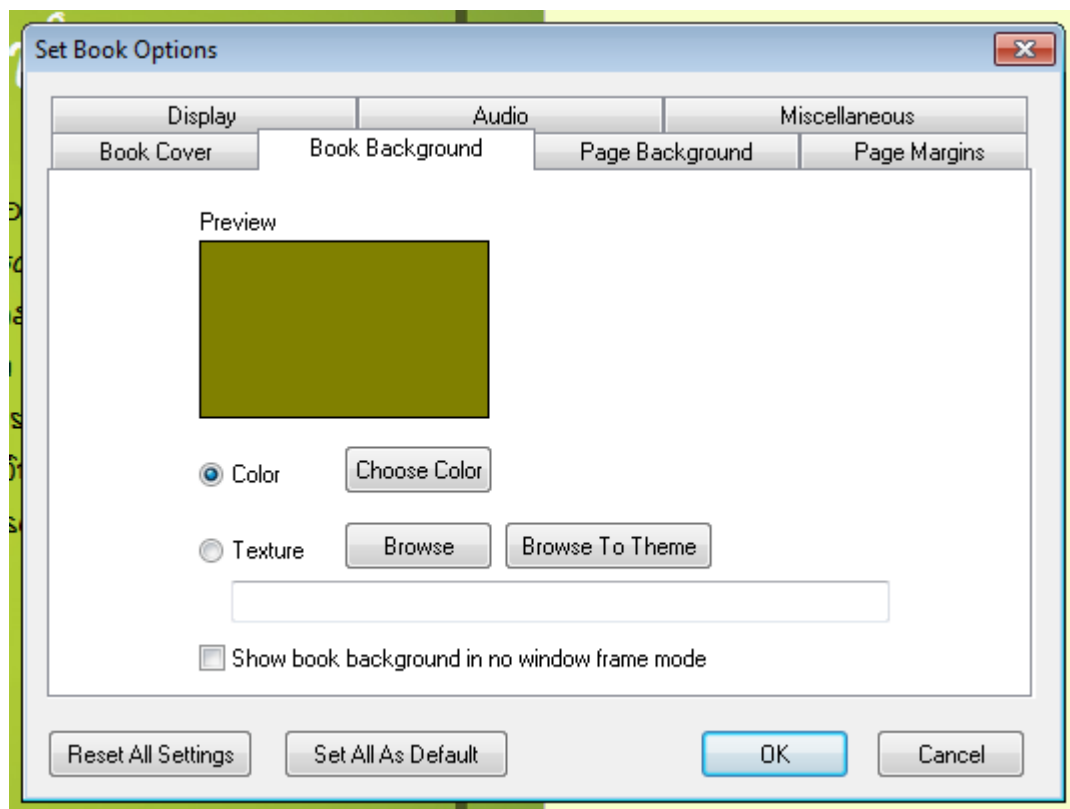 Set Book Options
Display Audio Miscellaneous
Book Cover Book Background Page Background Page Margins
Preview
Color Choose Color
Texture Browse Browse To Theme
Show book background in no window frame mode
Reset All Settings Set All As Default OK Cancel